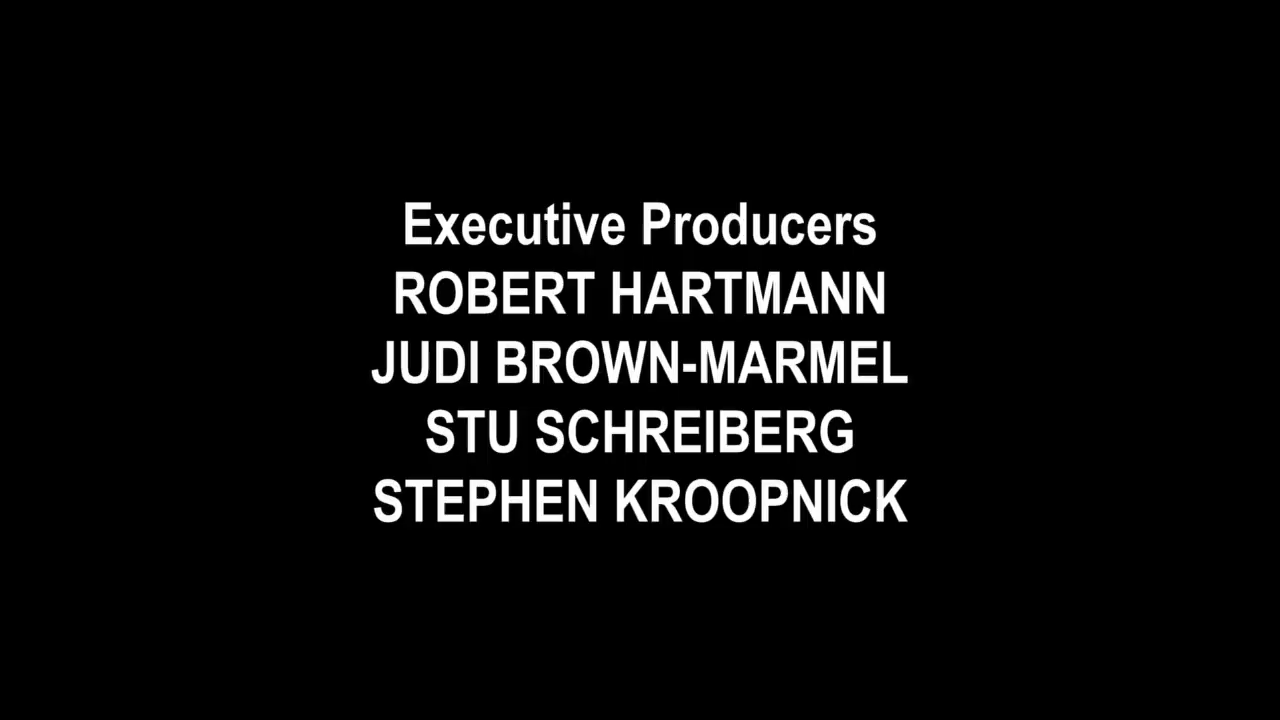 Executive Producers
ROBERT HARTMANN
JUDI BROWN-MARMEL
STU SCHREIBERG
STEPHEN KROOPNICK